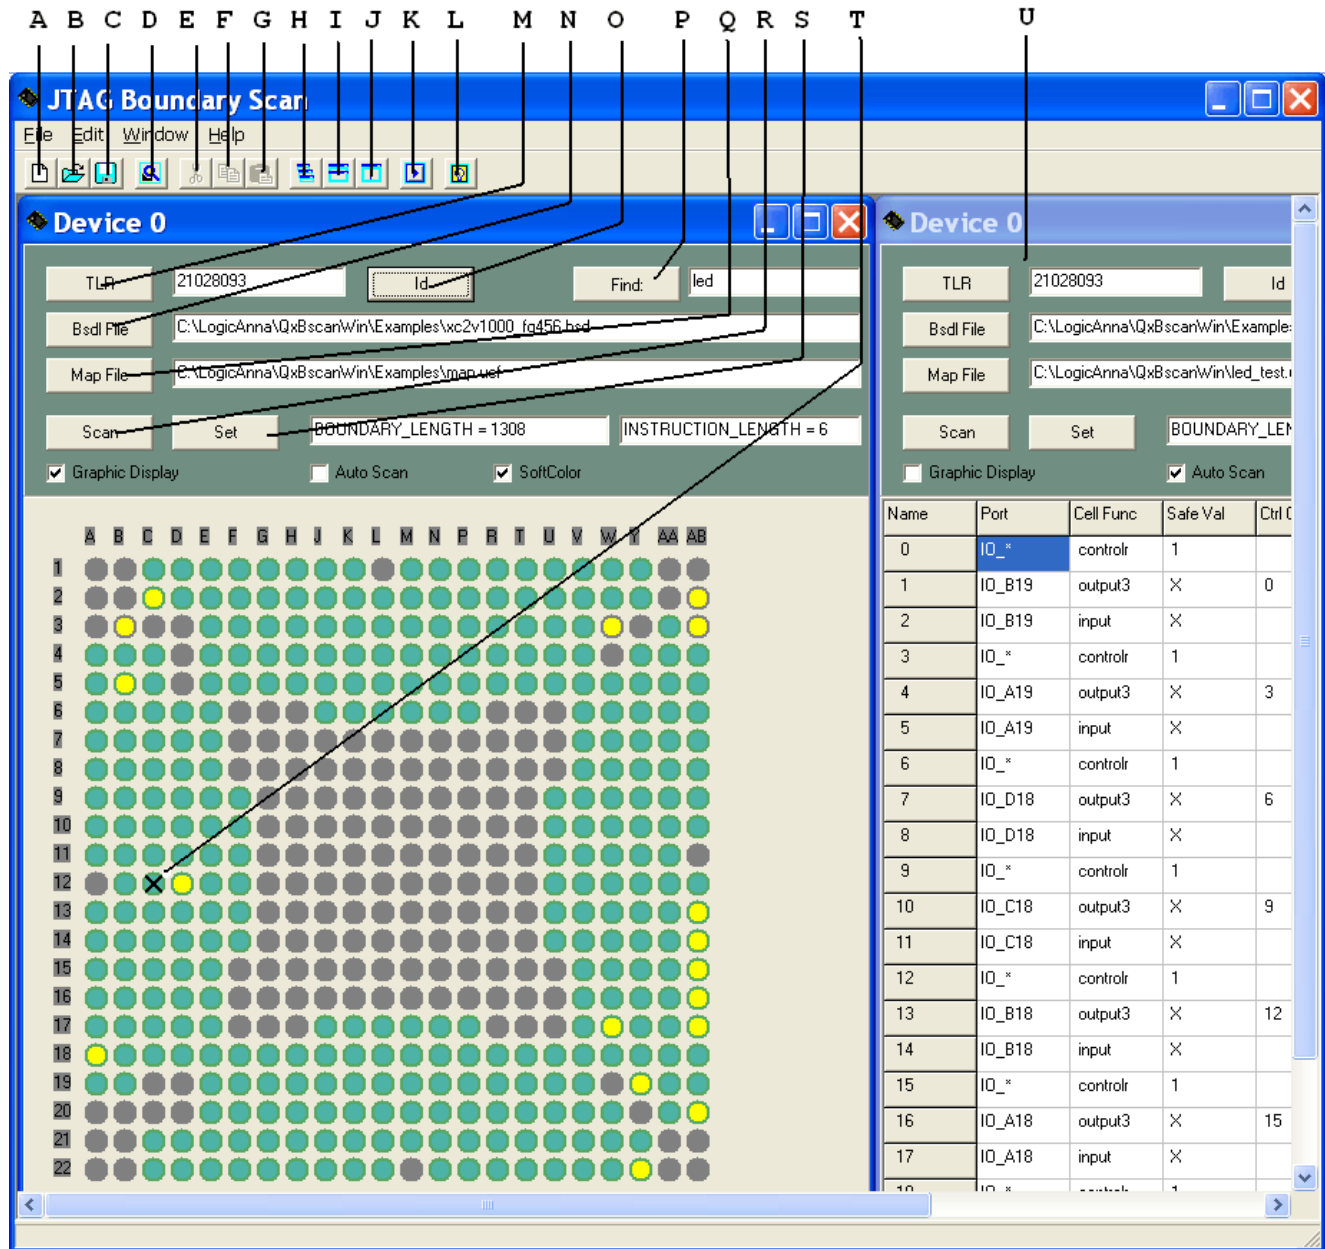 A B C D E F G H I J K L M N O P Q R S T U
JTAG Boundary Scan
File Edit Window Help
Device 0
TLR 21028093 Id Find: led
Bsdl File C:\LogicAnna\QxBscanWin\Examples\xc2v1000_fg456.bsd
Map File C:\LogicAnna\QxBscanWin\Examples\map.ucf
Scan Set BOUNDARY_LENGTH = 1308 INSTRUCTION_LENGTH = 6
Graphic Display Auto Scan SoftColor
A B C D E F G H J K L M N P R T U V W Y AA AB
1
2
3
4
5
6
7
8
9
10
11
12
13
14
15
16
17
18
19
20
21
22
Device 0
TLR 21028093 Id
Bsdl File C:\LogicAnna\QxBscanWin\Example
Map File C:\LogicAnna\QxBscanWin\led_test.
Scan Set BOUNDARY_LEN
Graphic Display Auto Scan
Name Port Cell Func Safe Val Ctrl C
0 IO_* controlr 1
1 IO_B19 output3 X 0
2 IO_B19 input X
3 IO_* controlr 1
4 IO_A19 output3 X 3
5 IO_A19 input X
6 IO_* controlr 1
7 IO_D18 output3 X 6
8 IO_D18 input X
9 IO_* controlr 1
10 IO_C18 output3 X 9
11 IO_C18 input X
12 IO_* controlr 1
13 IO_B18 output3 X 12
14 IO_B18 input X
15 IO_* controlr 1
16 IO_A18 output3 X 15
17 IO_A18 input X